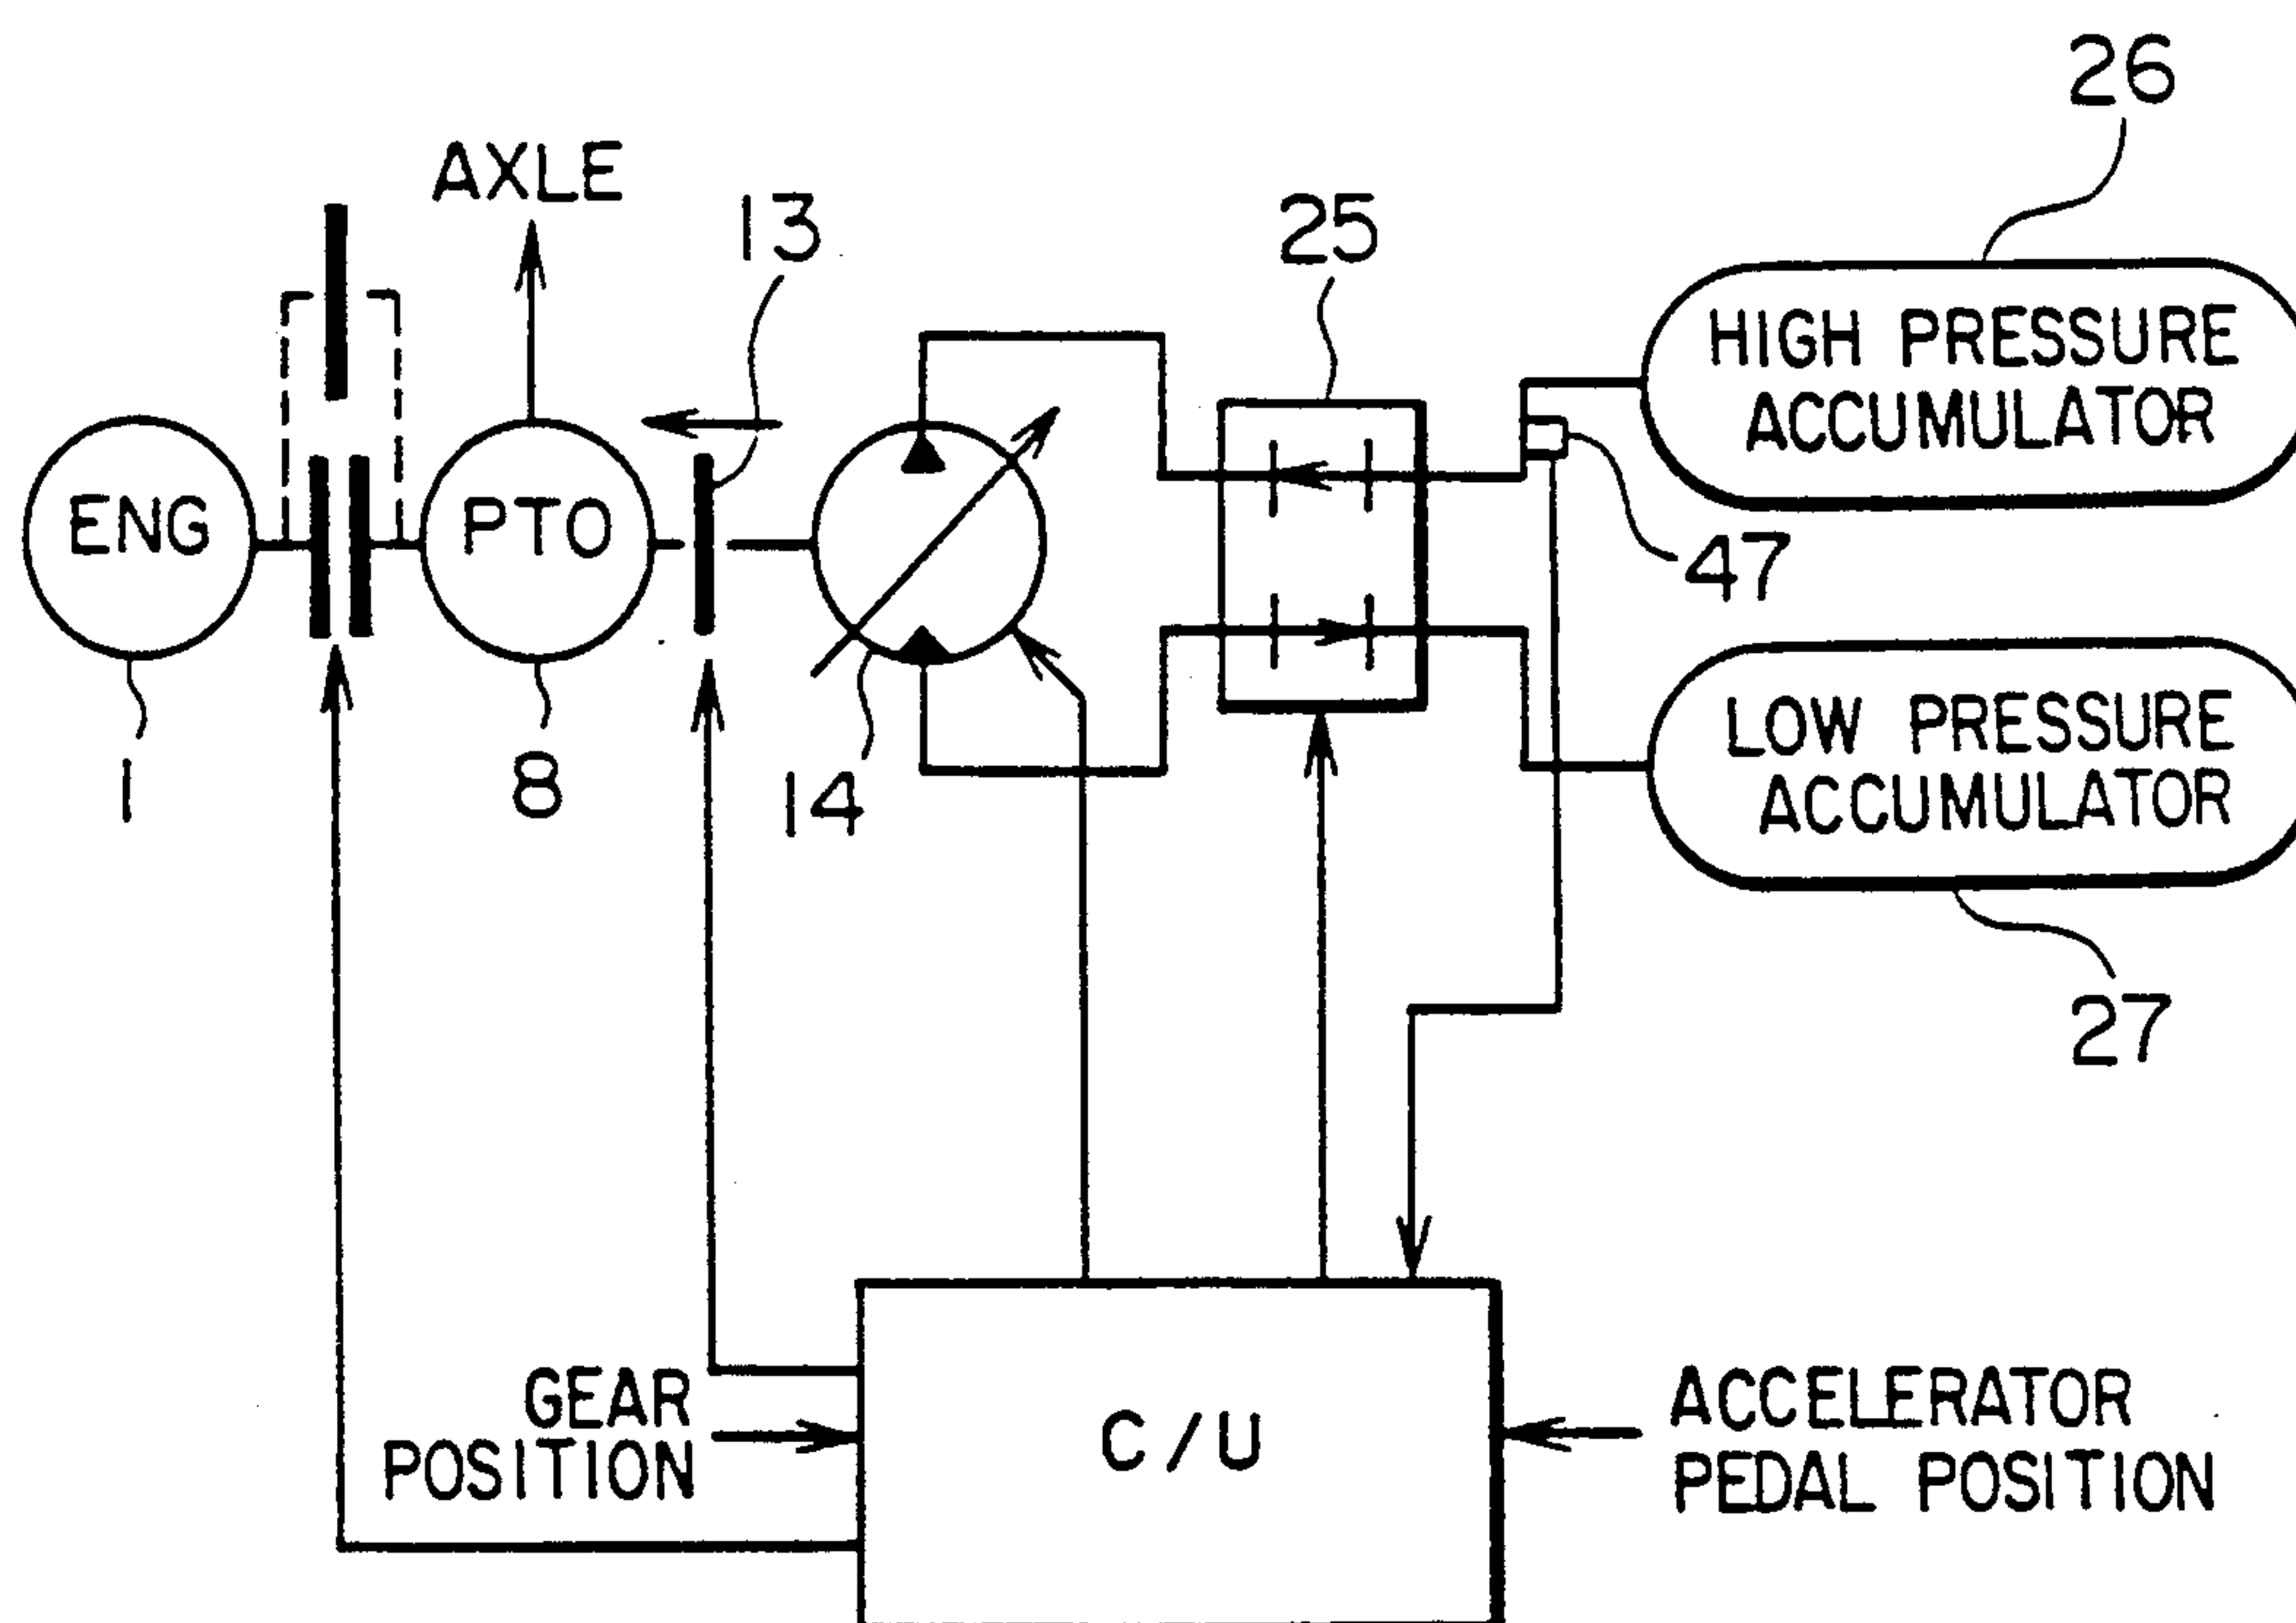 26
AXLE
13
25
HIGH PRESSURE
ACCUMULATOR
ENG
PTO
47
1
8
14
LOW PRESSURE
ACCUMULATOR
27
GEAR
POSITION
C/U
ACCELERATOR
PEDAL POSITION